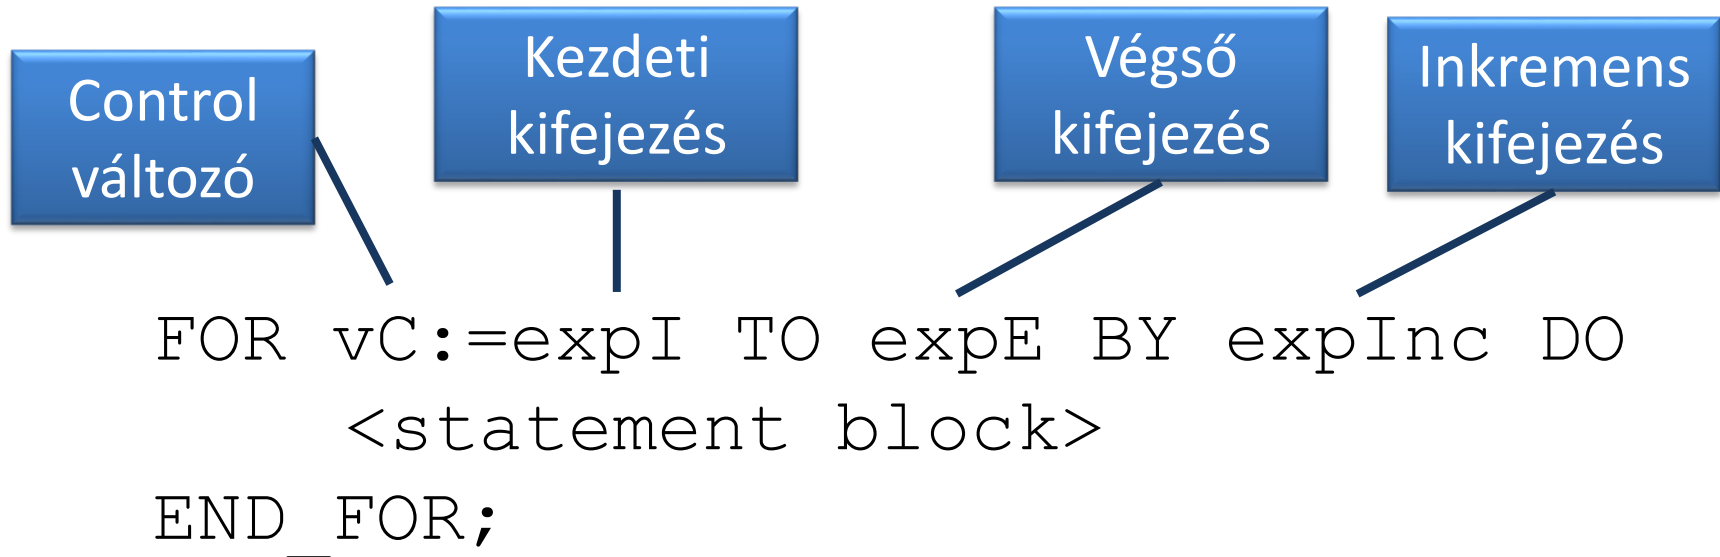 Control
változó
Kezdeti
kifejezés
Végső
kifejezés
Inkremens
kifejezés
FOR vC:=expI TO expE BY expInc DO
<statement block>
END_FOR;